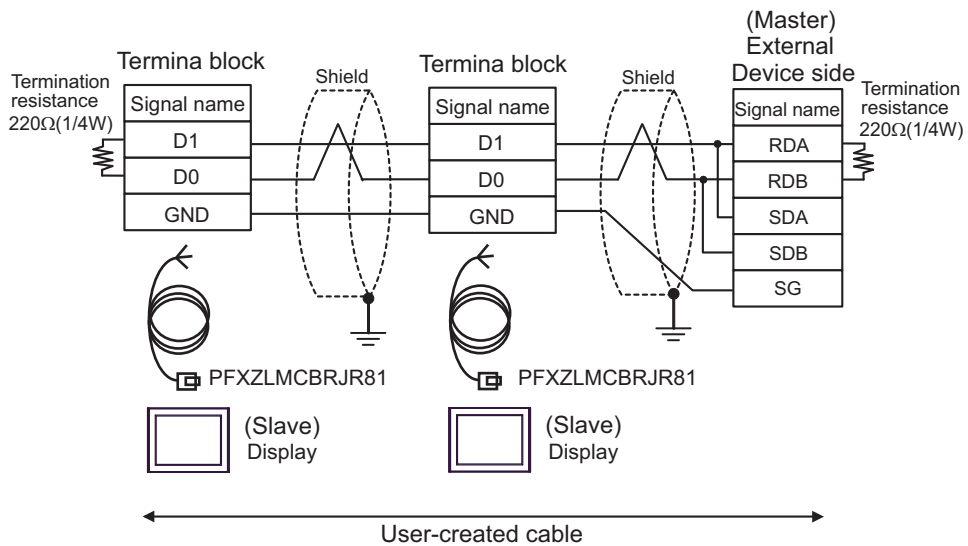 (Master)
External
Device side
Termina block
Termina block
Shield
Shield
Termination
resistance
220Ω(1/4W)
Termination
resistance
220Ω(1/4W)
Signal name
D1
D0
GND
Signal name
D1
D0
GND
Signal name
RDA
RDB
SDA
SDB
SG
PFXZLMCBRJR81
PFXZLMCBRJR81
(Slave)
Display
(Slave)
Display
User-created cable